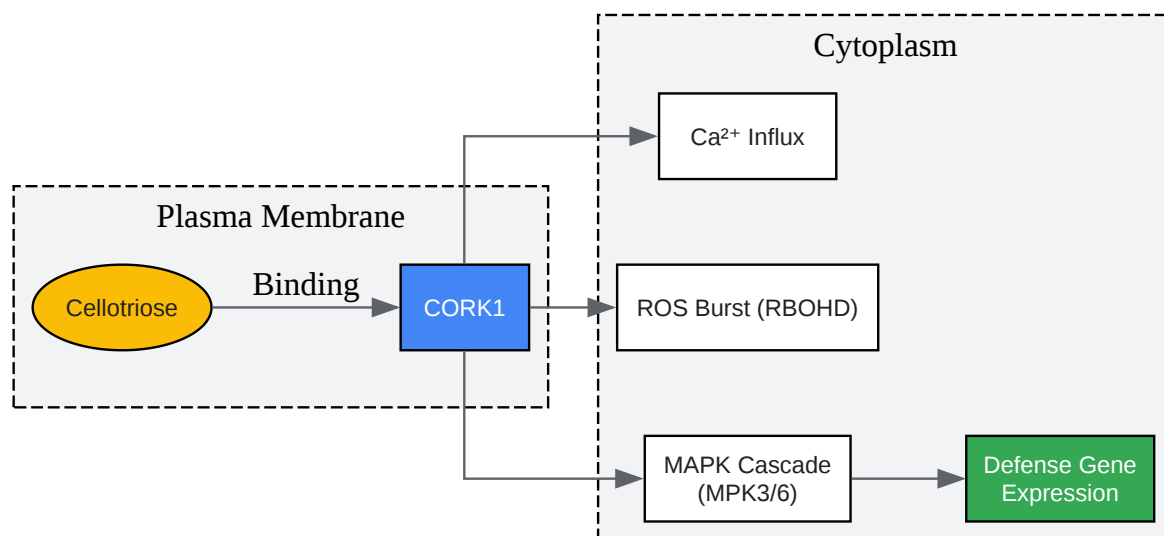 Cytoplasm
Ca²⁺ Influx
Plasma Membrane
Cellotriose
Binding
CORK1
ROS Burst (RBOHD)
MAPK Cascade
(MPK3/6)
Defense Gene
Expression